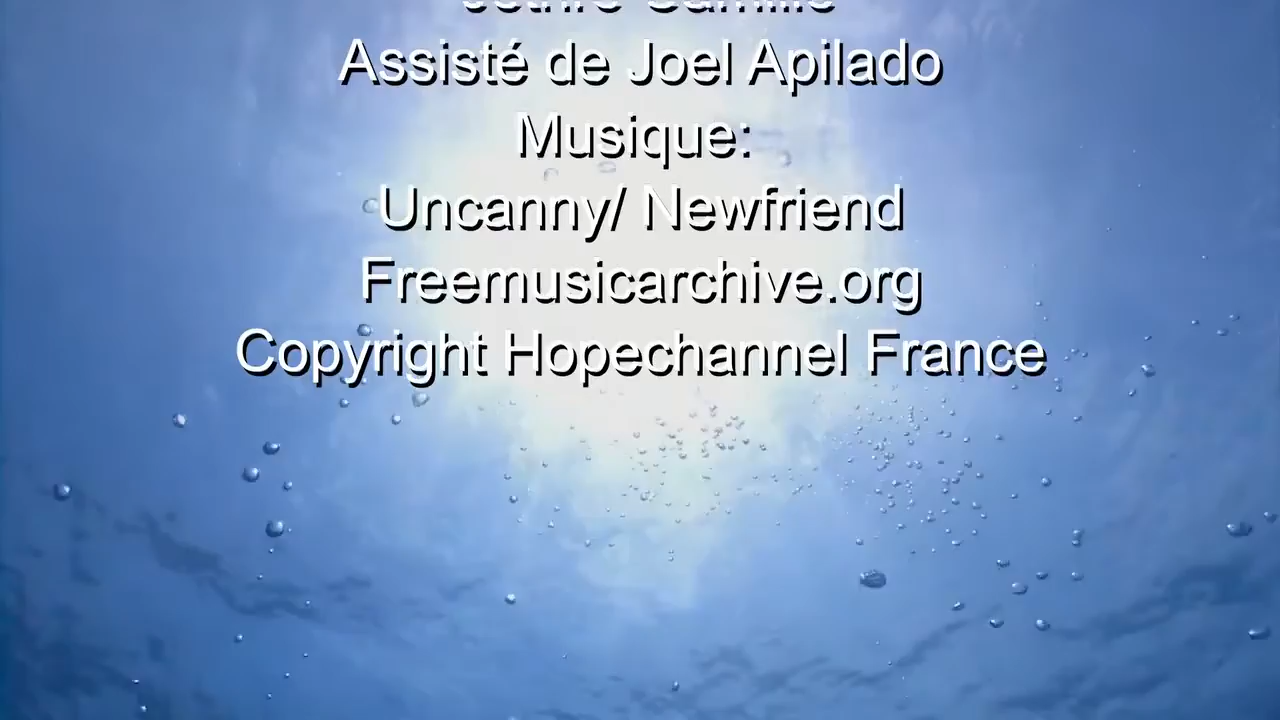 Assisté de Joel Apilado
Musique:
Uncanny/ Newfriend
Freemusicarchive.org
Copyright Hopechannel France